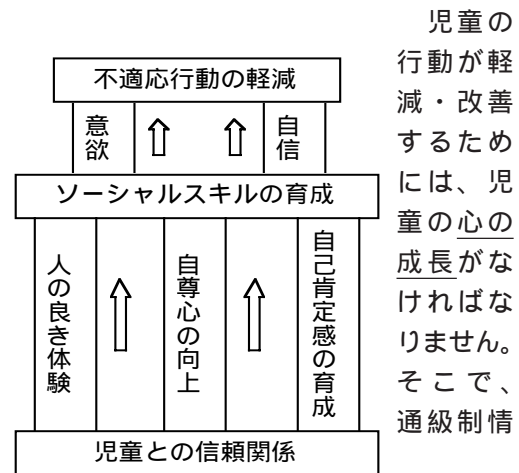 不適応行動の軽減
意欲
自信
ソーシャルスキルの育成
人の良き体験
自尊心の向上
自己肯定感の育成
児童との信頼関係
児童の
行動が軽
減・改善
するため
には、児
童の心の
成長がな
ければな
りません。
そこで、
通級制情